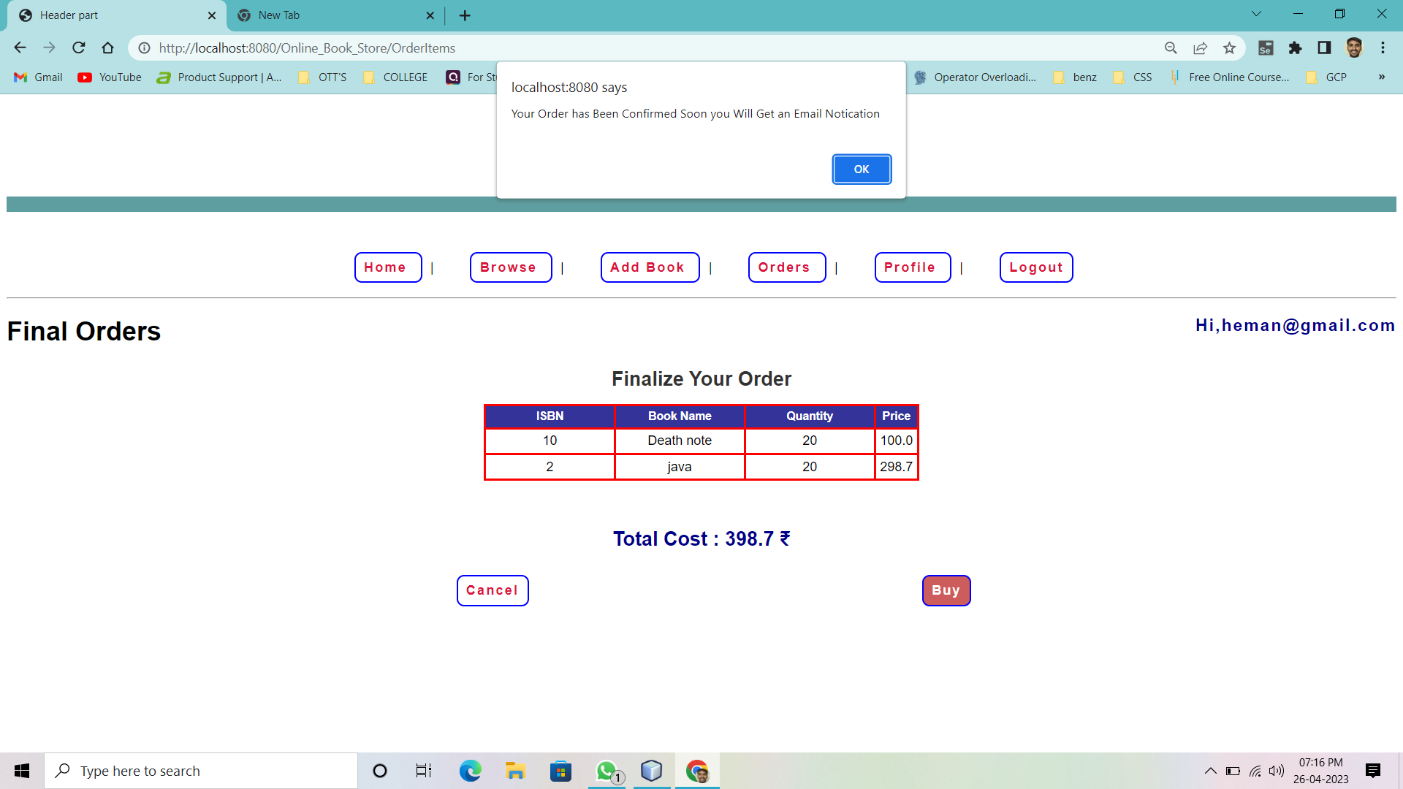 Header part
New Tab
http://localhost:8080/Online_Book_Store/OrderItems
Se
Gmail YouTube Product Support | A... OTT'S COLLEGE For Stu Operator Overloadi... benz CSS Free Online Course... GCP »
localhost:8080 says
Your Order has Been Confirmed Soon you Will Get an Email Notication
OK
Home | Browse | Add Book | Orders | Profile | Logout
Final Orders
Hi,heman@gmail.com
Finalize Your Order
ISBN Book Name Quantity Price
10 Death note 20 100.0
2 java 20 298.7
Total Cost : 398.7 ₹
Cancel Buy
Type here to search
1
07:16 PM
26-04-2023